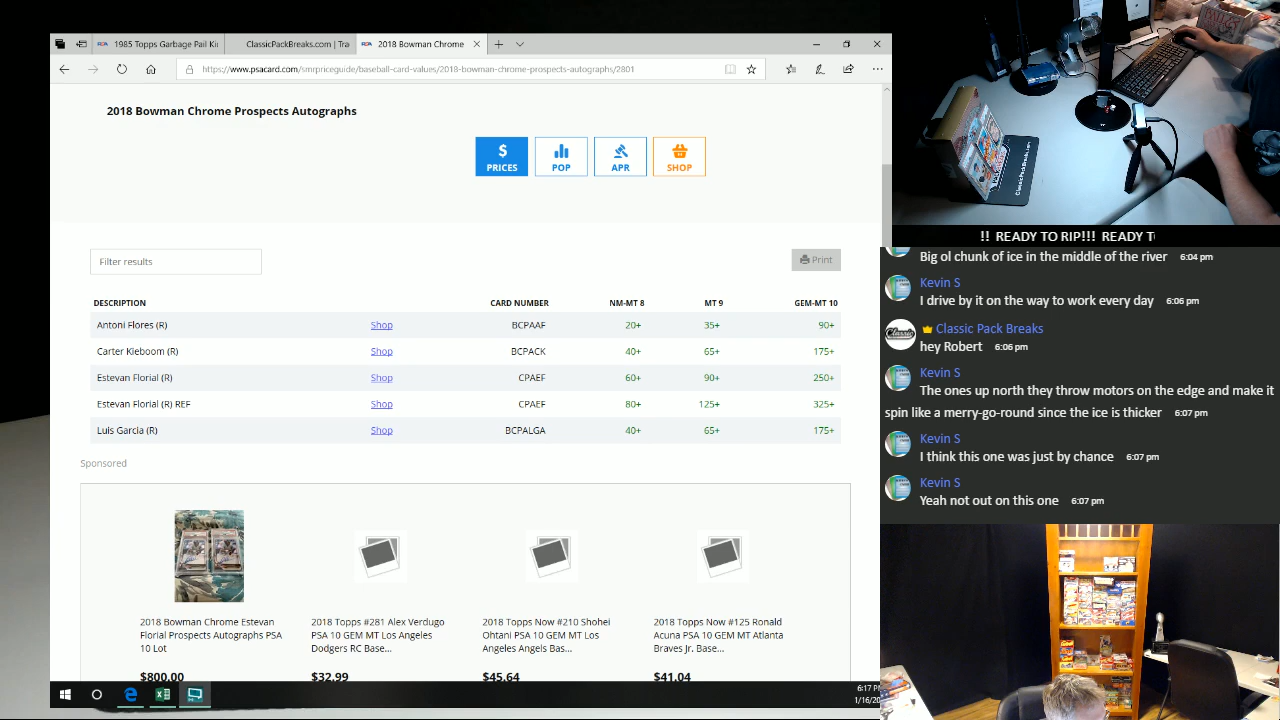 1985 Topps Garbage Pail Ki
ClassicPackBreaks.com | Tra
2018 Bowman Chrome
https://www.psacard.com/smrpriceguide/baseball-card-values/2018-bowman-chrome-prospects-autographs/2801
2018 Bowman Chrome Prospects Autographs
$ PRICES
POP
APR
SHOP
Filter results
Print
DESCRIPTION CARD NUMBER NM-MT 8 MT 9 GEM-MT 10
Antoni Flores (R) Shop BCPAAF 20+ 35+ 90+
Carter Kieboom (R) Shop BCPACK 40+ 65+ 175+
Estevan Florial (R) Shop CPAEF 60+ 90+ 250+
Estevan Florial (R) REF Shop CPAEF 80+ 125+ 325+
Luis Garcia (R) Shop BCPALGA 40+ 65+ 175+
Sponsored
2018 Bowman Chrome Estevan
Florial Prospects Autographs PSA
10 Lot
$800.00
2018 Topps #281 Alex Verdugo
PSA 10 GEM MT Los Angeles
Dodgers RC Base...
$32.99
2018 Topps Now #210 Shohei
Ohtani PSA 10 GEM MT Los
Angeles Angels Bas...
$45.64
2018 Topps Now #125 Ronald
Acuna PSA 10 GEM MT Atlanta
Braves Jr. Base...
$41.04
6:17 PM
1/16/20
!! READY TO RIP!!! READY T
Big ol chunk of ice in the middle of the river 6:04 pm
Kevin S
I drive by it on the way to work every day 6:06 pm
Classic Pack Breaks
hey Robert 6:06 pm
Kevin S
The ones up north they throw motors on the edge and make it
spin like a merry-go-round since the ice is thicker 6:07 pm
Kevin S
I think this one was just by chance 6:07 pm
Kevin S
Yeah not out on this one 6:07 pm
ClassicPackBreaks.com